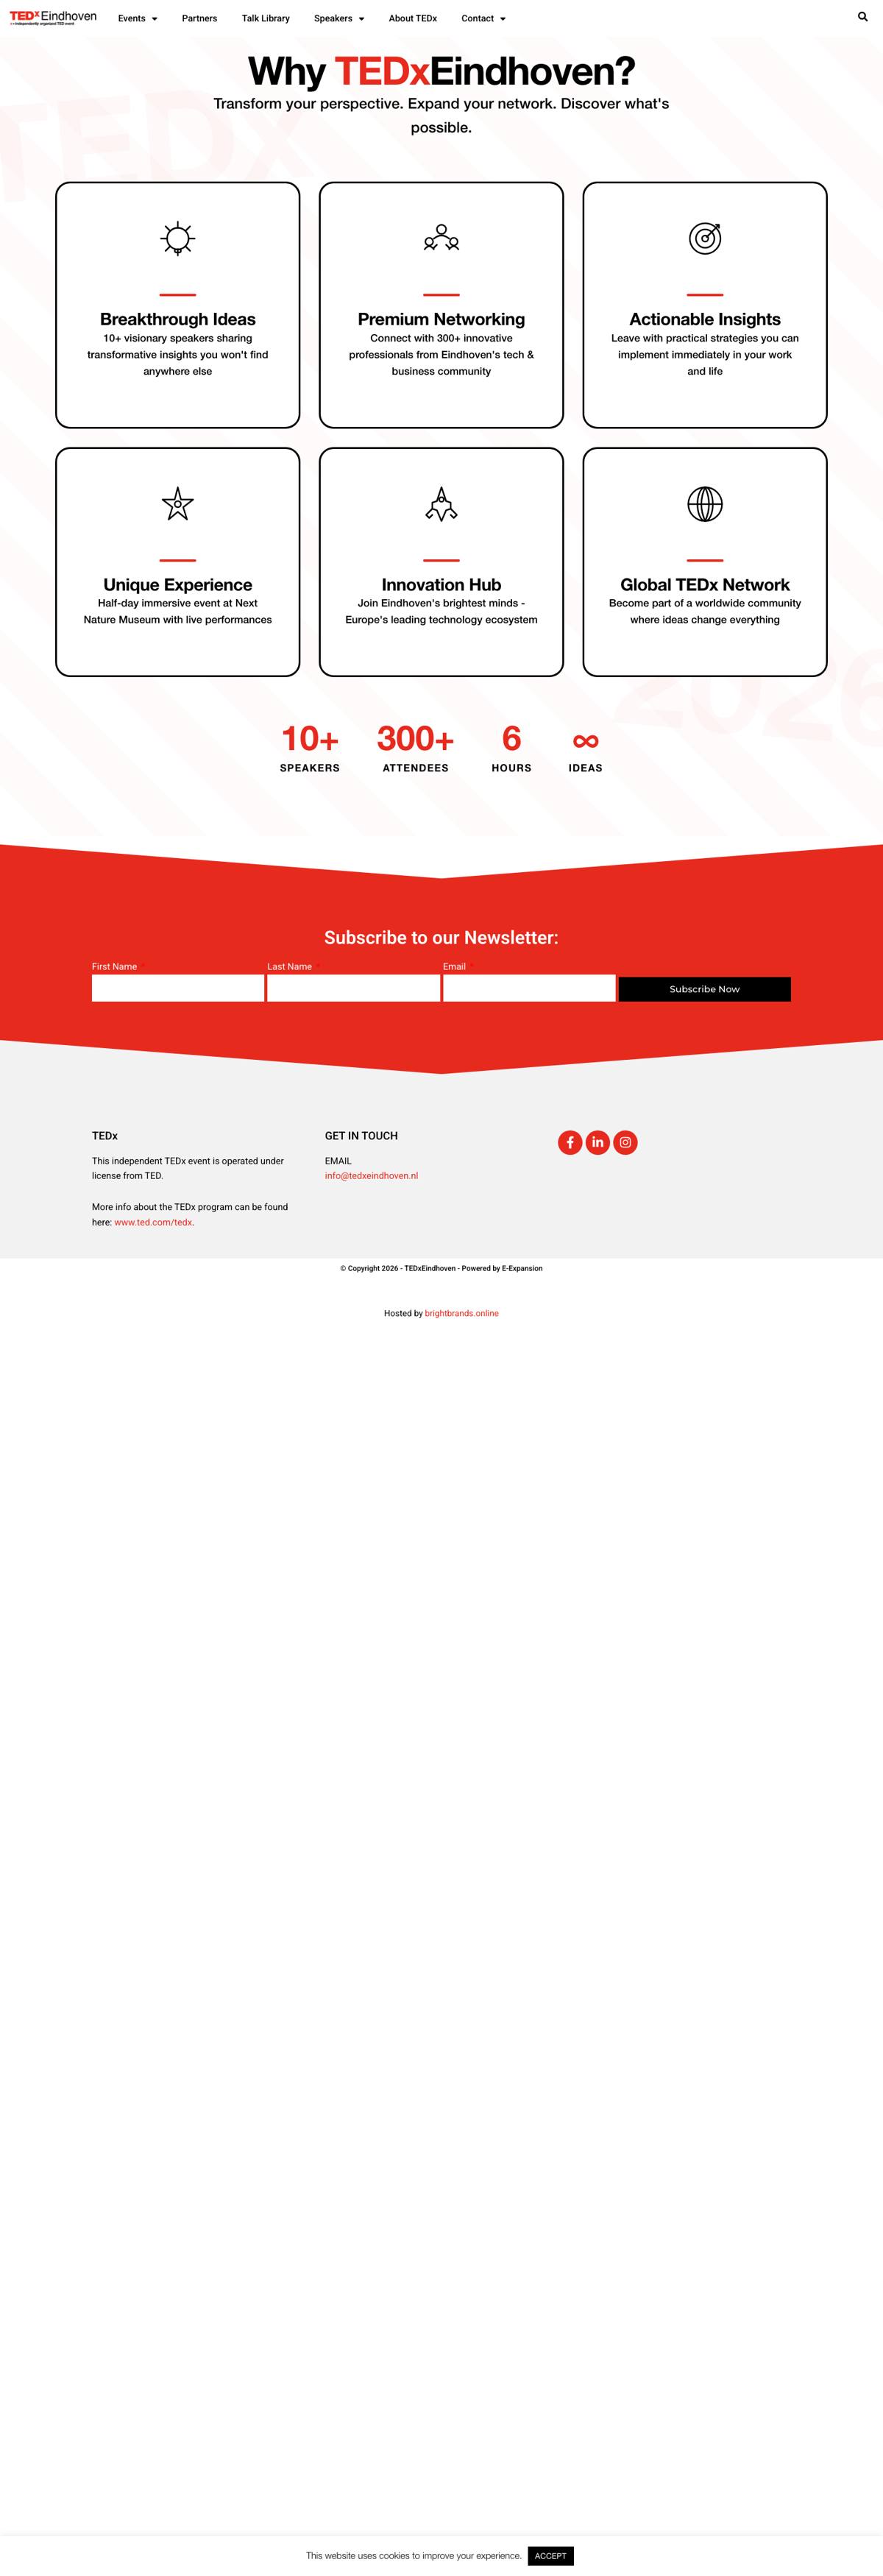 TEDx Eindhoven
x = independently organized TED event
Events
Partners
Talk Library
Speakers
About TEDx
Contact
Why TEDxEindhoven?
Transform your perspective. Expand your network. Discover what's
possible.
TEDx
Breakthrough Ideas
10+ visionary speakers sharing
transformative insights you won't find
anywhere else
Premium Networking
Connect with 300+ innovative
professionals from Eindhoven's tech &
business community
Actionable Insights
Leave with practical strategies you can
implement immediately in your work
and life
Unique Experience
Half-day immersive event at Next
Nature Museum with live performances
Innovation Hub
Join Eindhoven's brightest minds -
Europe's leading technology ecosystem
Global TEDx Network
Become part of a worldwide community
where ideas change everything
2026
10+
SPEAKERS
300+
ATTENDEES
6
HOURS
∞
IDEAS
Subscribe to our Newsletter:
First Name *
Last Name *
Email *
Subscribe Now
TEDx
This independent TEDx event is operated under
license from TED.
More info about the TEDx program can be found
here: www.ted.com/tedx.
GET IN TOUCH
EMAIL
info@tedxeindhoven.nl
© Copyright 2026 - TEDxEindhoven - Powered by E-Expansion
Hosted by brightbrands.online
This website uses cookies to improve your experience.
ACCEPT